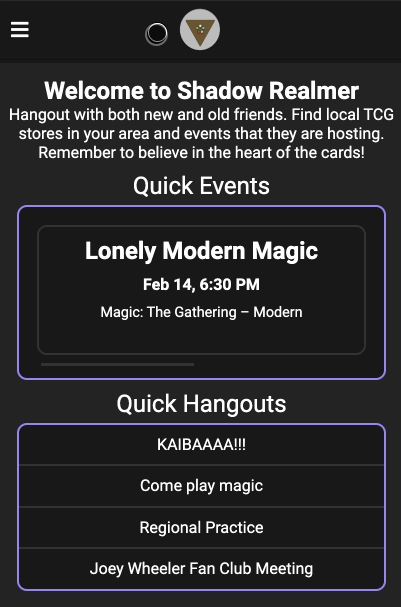 Welcome to Shadow Realmer
Hangout with both new and old friends. Find local TCG
stores in your area and events that they are hosting.
Remember to believe in the heart of the cards!
Quick Events
Lonely Modern Magic
Feb 14, 6:30 PM
Magic: The Gathering – Modern
Quick Hangouts
KAIBAAAA!!!
Come play magic
Regional Practice
Joey Wheeler Fan Club Meeting